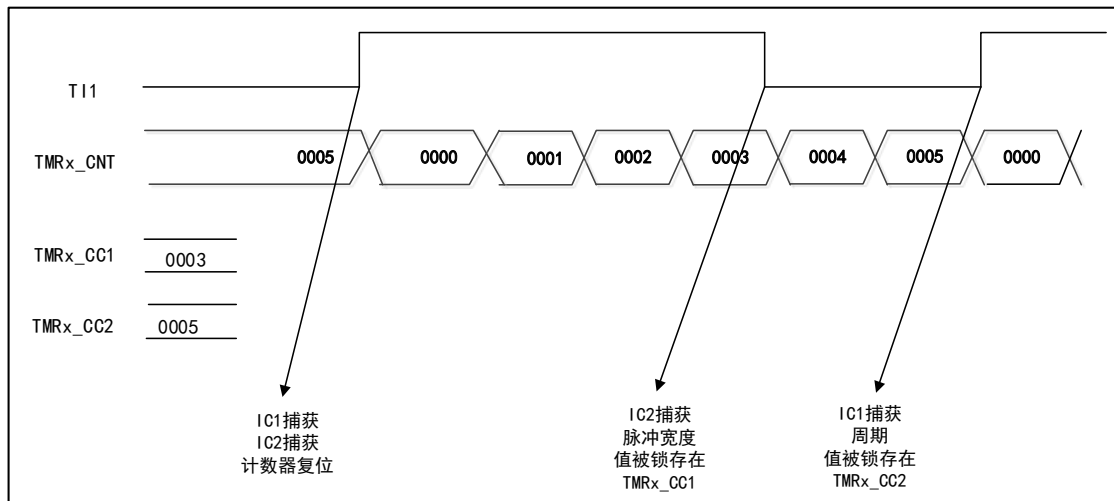 TI1
TMRx_CNT
0005 0000 0001 0002 0003 0004 0005 0000
TMRx_CC1
0003
TMRx_CC2
0005
IC1捕获
IC2捕获
计数器复位
IC2捕获
脉冲宽度
值被锁存在
TMRx_CC1
IC1捕获
周期
值被锁存在
TMRx_CC2